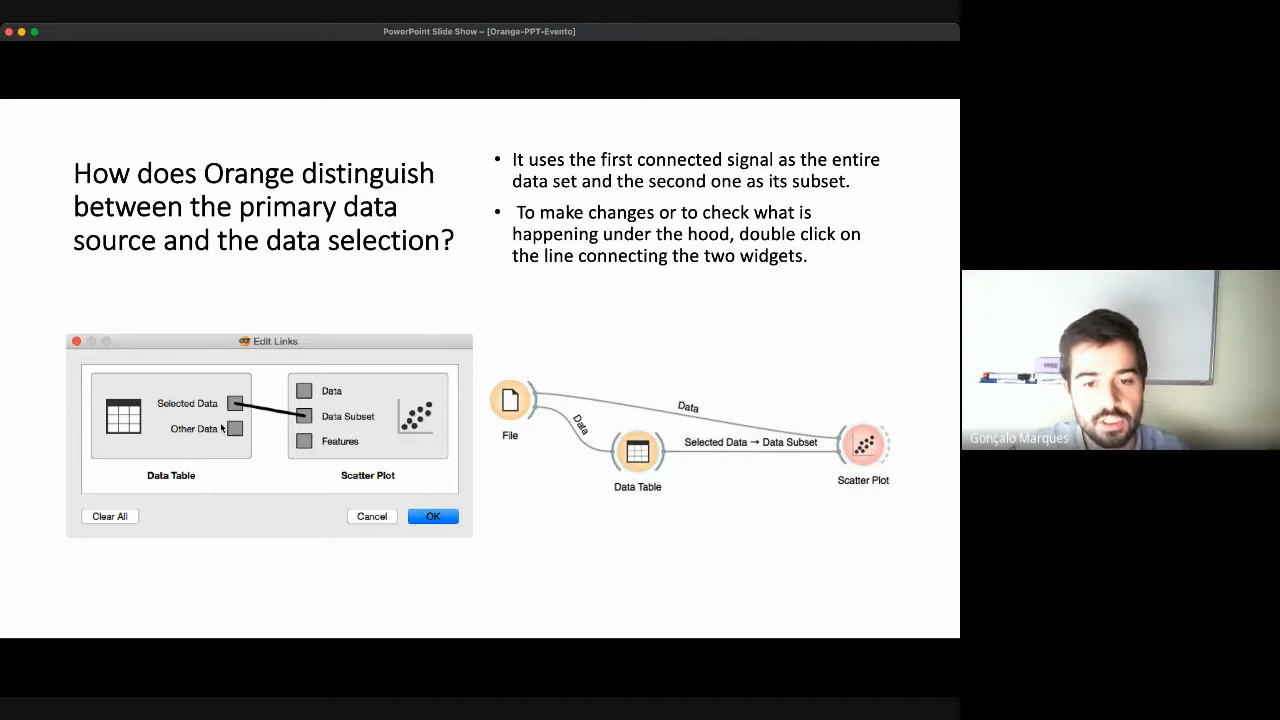 PowerPoint Slide Show – [Orange-PPT-Evento]
How does Orange distinguish
between the primary data
source and the data selection?
• It uses the first connected signal as the entire
data set and the second one as its subset.
• To make changes or to check what is
happening under the hood, double click on
the line connecting the two widgets.
Edit Links
Selected Data
Other Data
Data Table
Data
Data Subset
Features
Scatter Plot
Clear All
Cancel
OK
File
Data
Data
Data Table
Selected Data → Data Subset
Scatter Plot
Gonçalo Marques